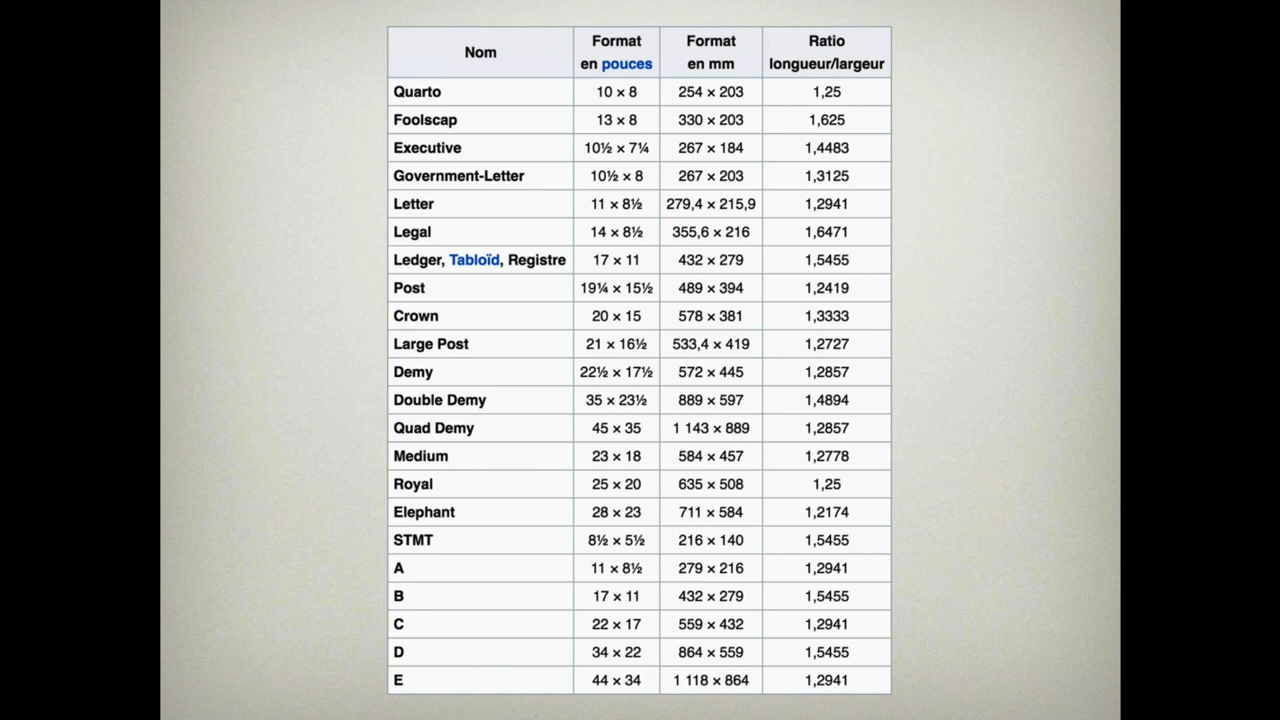 Nom Format en pouces Format en mm Ratio longueur/largeur
Quarto 10 × 8 254 × 203 1,25
Foolscap 13 × 8 330 × 203 1,625
Executive 10½ × 7¼ 267 × 184 1,4483
Government-Letter 10½ × 8 267 × 203 1,3125
Letter 11 × 8½ 279,4 × 215,9 1,2941
Legal 14 × 8½ 355,6 × 216 1,6471
Ledger, Tabloïd, Registre 17 × 11 432 × 279 1,5455
Post 19¼ × 15½ 489 × 394 1,2419
Crown 20 × 15 578 × 381 1,3333
Large Post 21 × 16½ 533,4 × 419 1,2727
Demy 22½ × 17½ 572 × 445 1,2857
Double Demy 35 × 23½ 889 × 597 1,4894
Quad Demy 45 × 35 1 143 × 889 1,2857
Medium 23 × 18 584 × 457 1,2778
Royal 25 × 20 635 × 508 1,25
Elephant 28 × 23 711 × 584 1,2174
STMT 8½ × 5½ 216 × 140 1,5455
A 11 × 8½ 279 × 216 1,2941
B 17 × 11 432 × 279 1,5455
C 22 × 17 559 × 432 1,2941
D 34 × 22 864 × 559 1,5455
E 44 × 34 1 118 × 864 1,2941